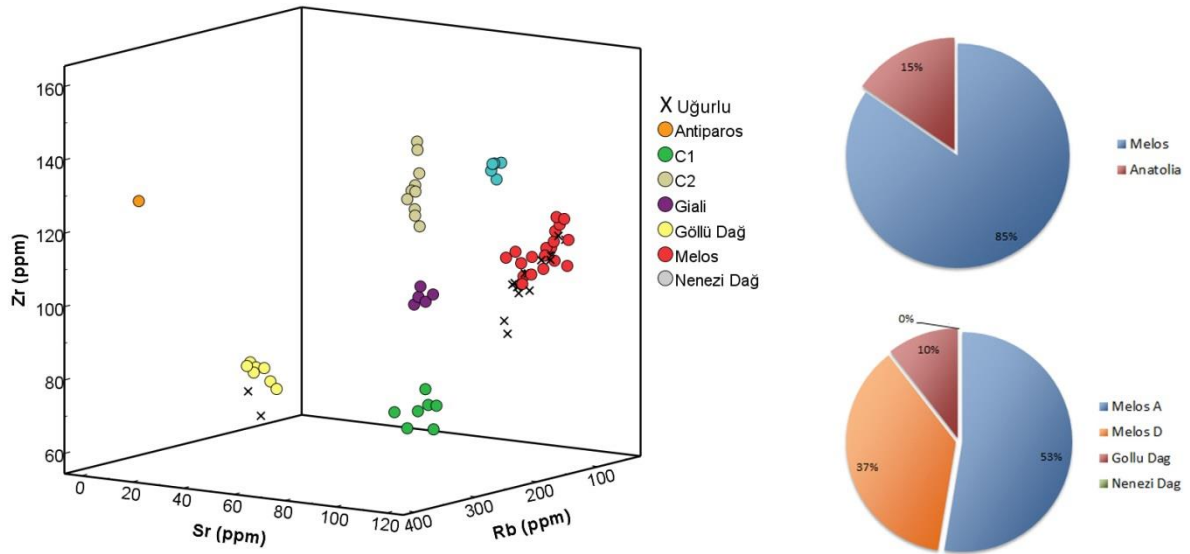 160
140
120
100
80
60
Zr (ppm)
0
20
40
60
80
100
120
Sr (ppm)
400
300
200
100
Rb (ppm)
X Uğurlu
Antiparos
C1
C2
Giali
Göllü Dağ
Melos
Nenezi Dağ
15%
85%
Melos
Anatolia
0%
10%
37%
53%
Melos A
Melos D
Gollu Dag
Nenezi Dag